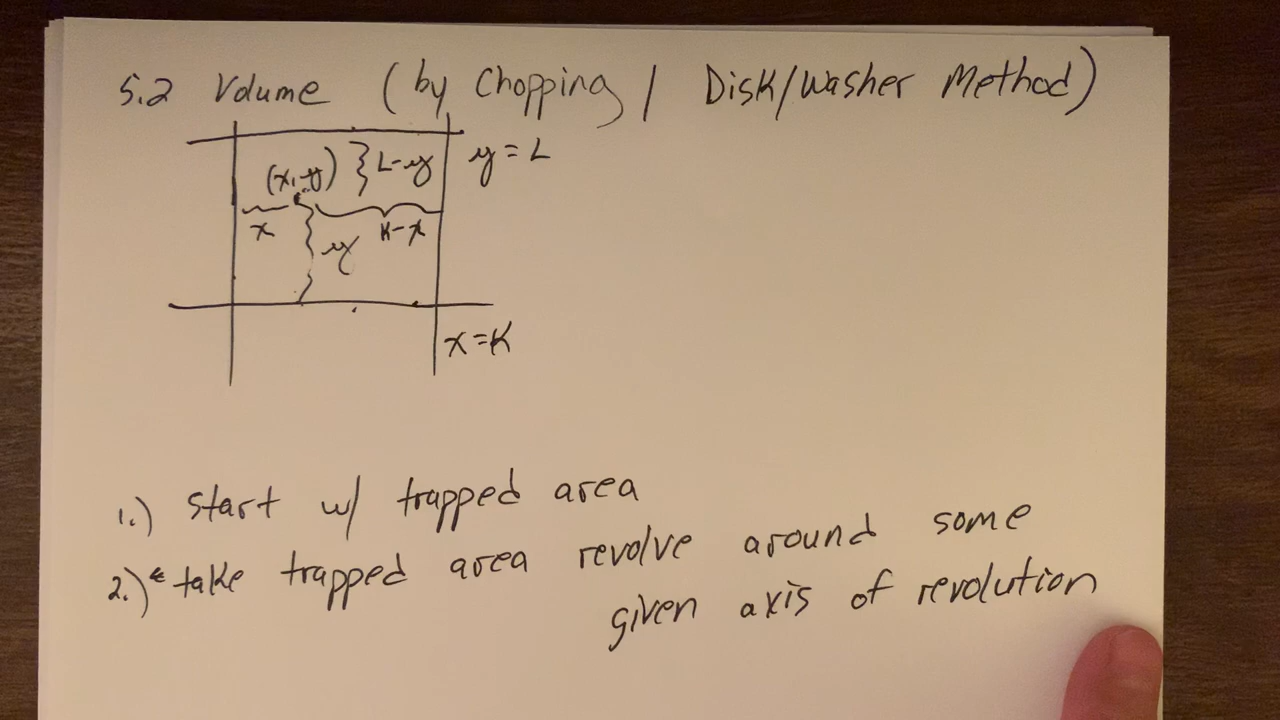 5.2 Volume (by Chopping / Disk/Washer Method)
(x, y) } L-y y = L
x K-x
y
x = K
1.) start w/ trapped area
2.) take trapped area revolve around some
given axis of revolution